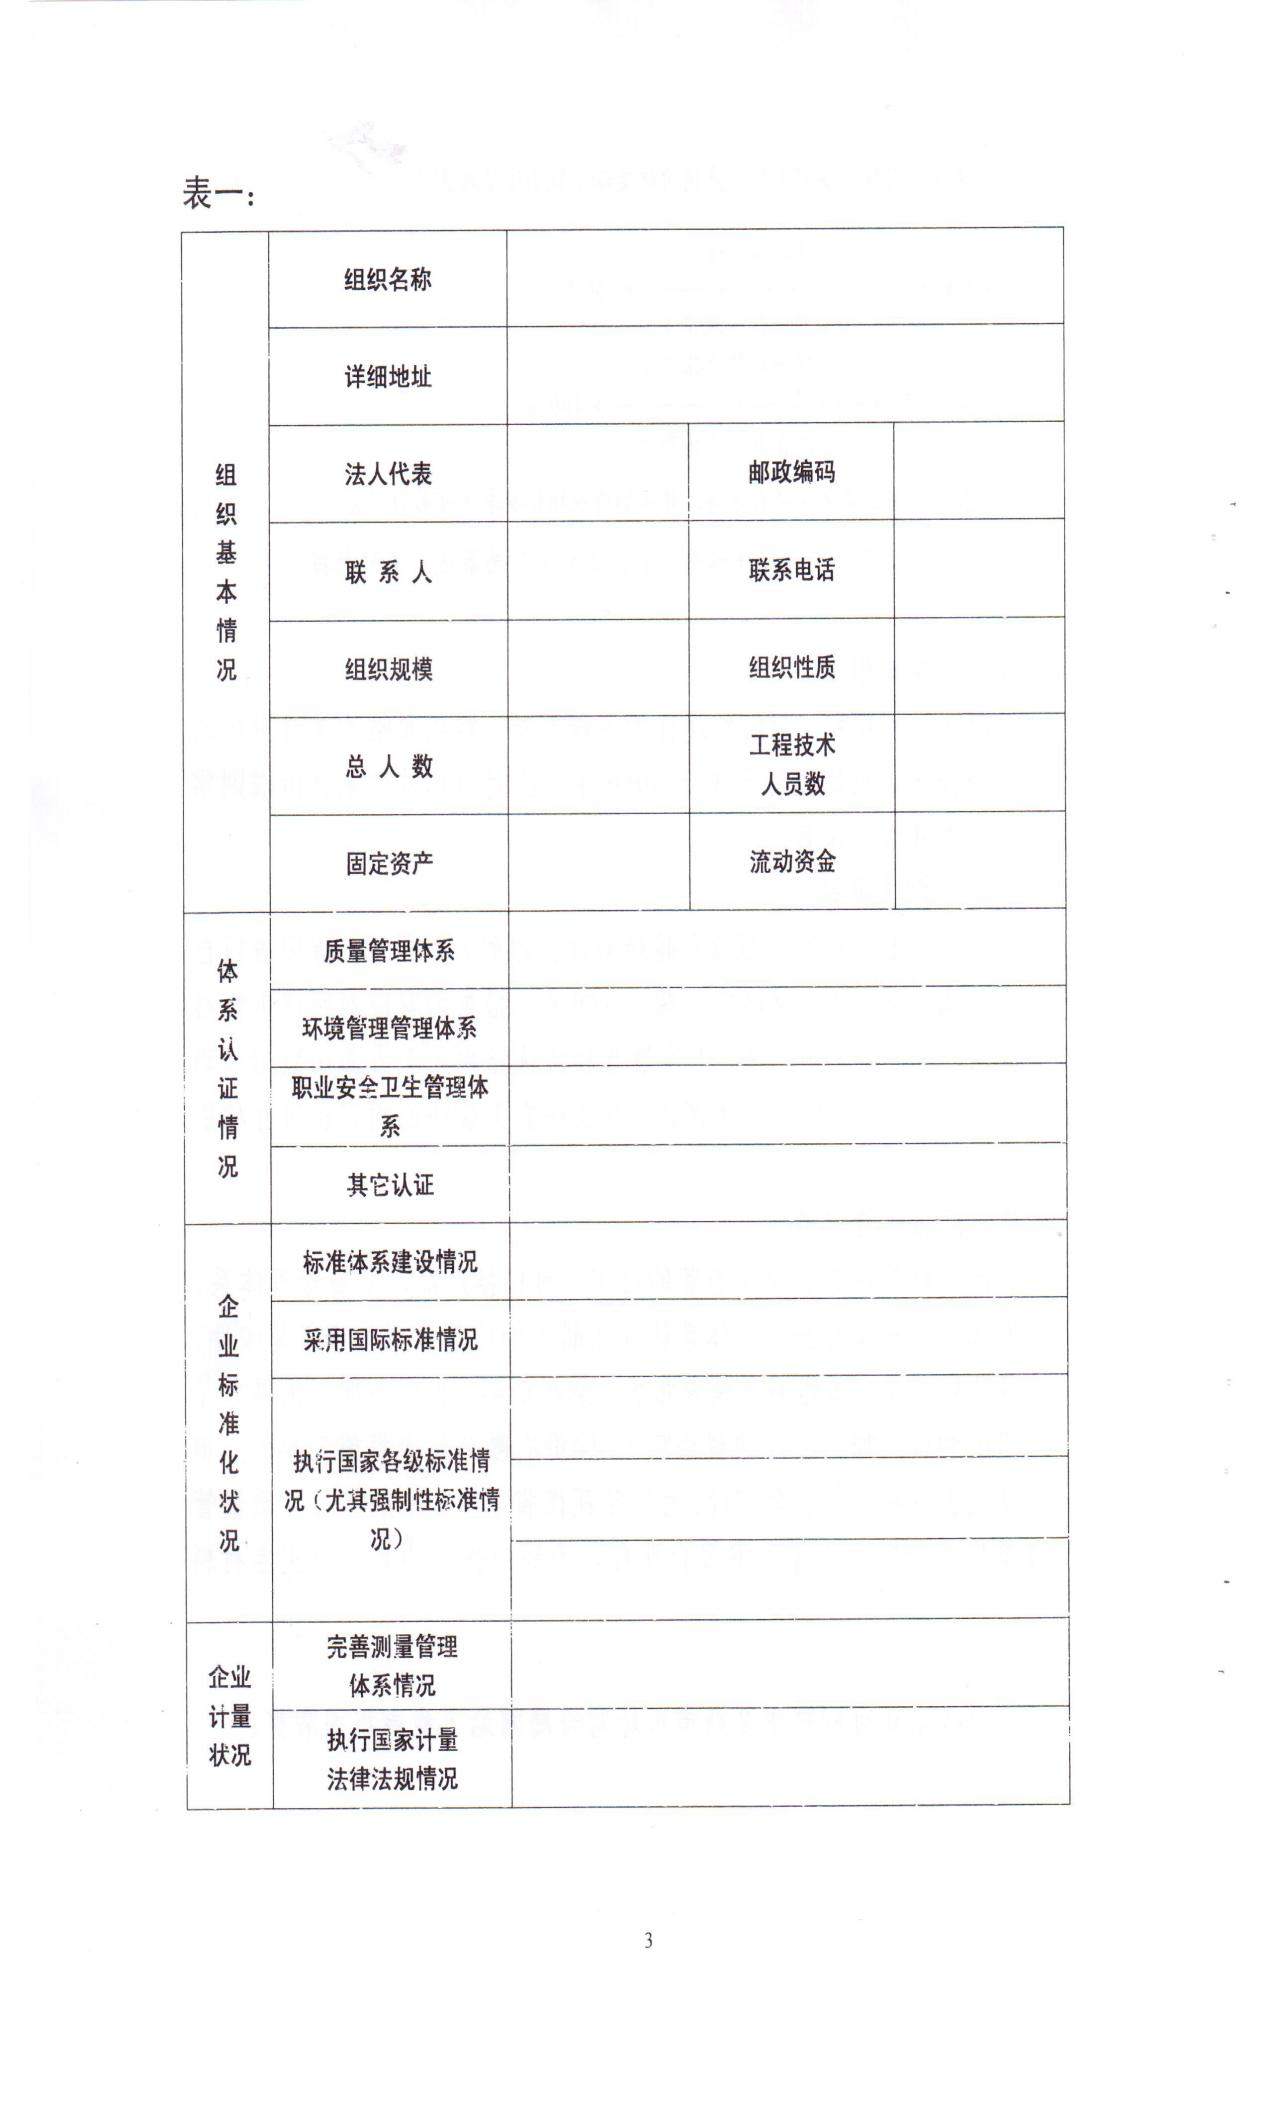 表一：
组织基本情况
组织名称
详细地址
法人代表
邮政编码
联系人
联系电话
组织规模
组织性质
总人数
工程技术
人员数
固定资产
流动资金
体系认证情况
质量管理体系
环境管理管理体系
职业安全卫生管理体
系
其它认证
企业标准化状况
标准体系建设情况
采用国际标准情况
执行国家各级标准情
况（尤其强制性标准情
况）
企业
计量
状况
完善测量管理
体系情况
执行国家计量
法律法规情况
3